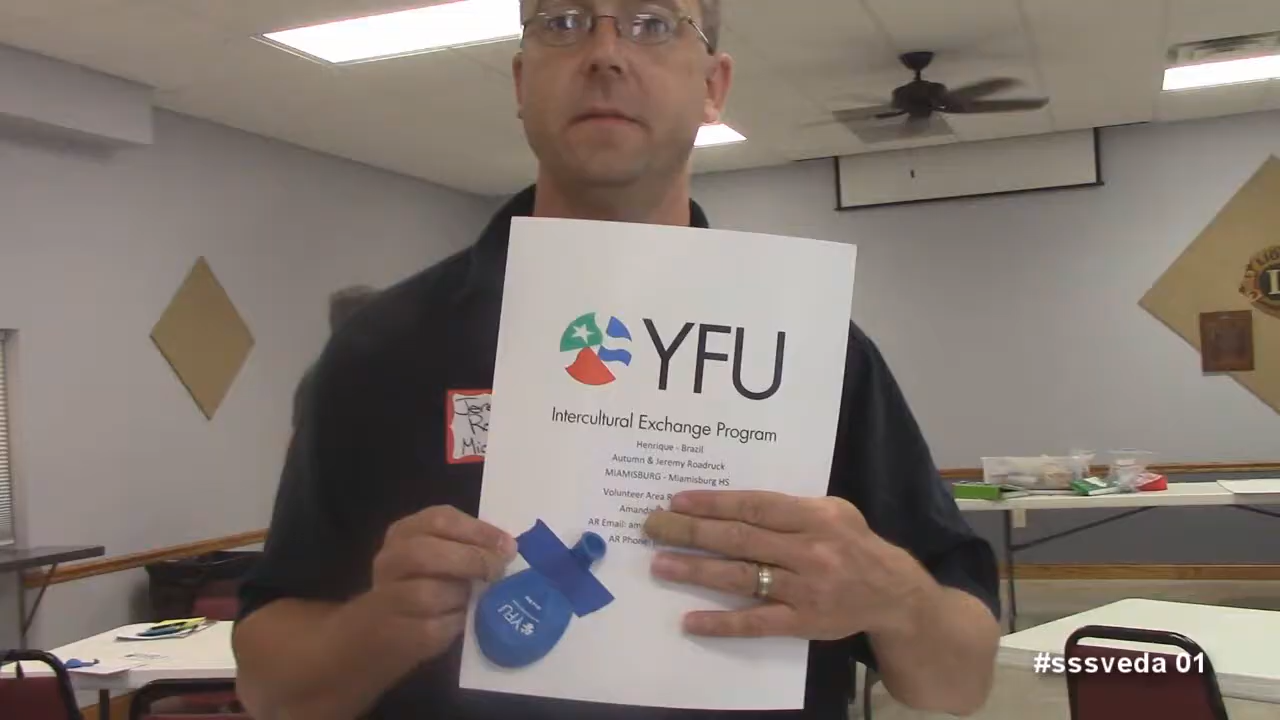 YFU
Intercultural Exchange Program
Henrique - Brazil
Autumn & Jeremy Roadruck
MIAMISBURG - Miamisburg HS
Volunteer Area
Amanda
AR Email:
AR Phone:
YFU
LIO
#sssveda 01